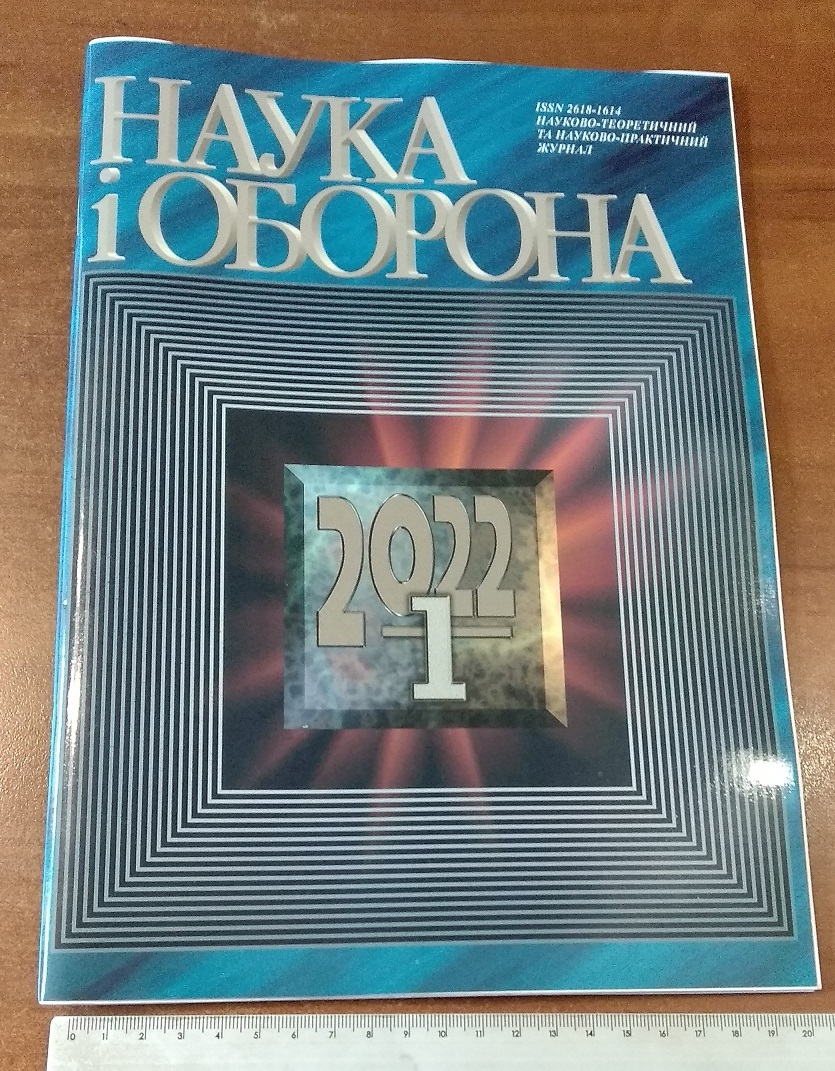 НАУКА
і ОБОРОНА
ISSN 2618-1614
НАУКОВО-ТЕОРЕТИЧНИЙ
ТА НАУКОВО-ПРАКТИЧНИЙ
ЖУРНАЛ
2022
1
0 1 2 3 4 5 6 7 8 9 10 11 12 13 14 15 16 17 18 19 20